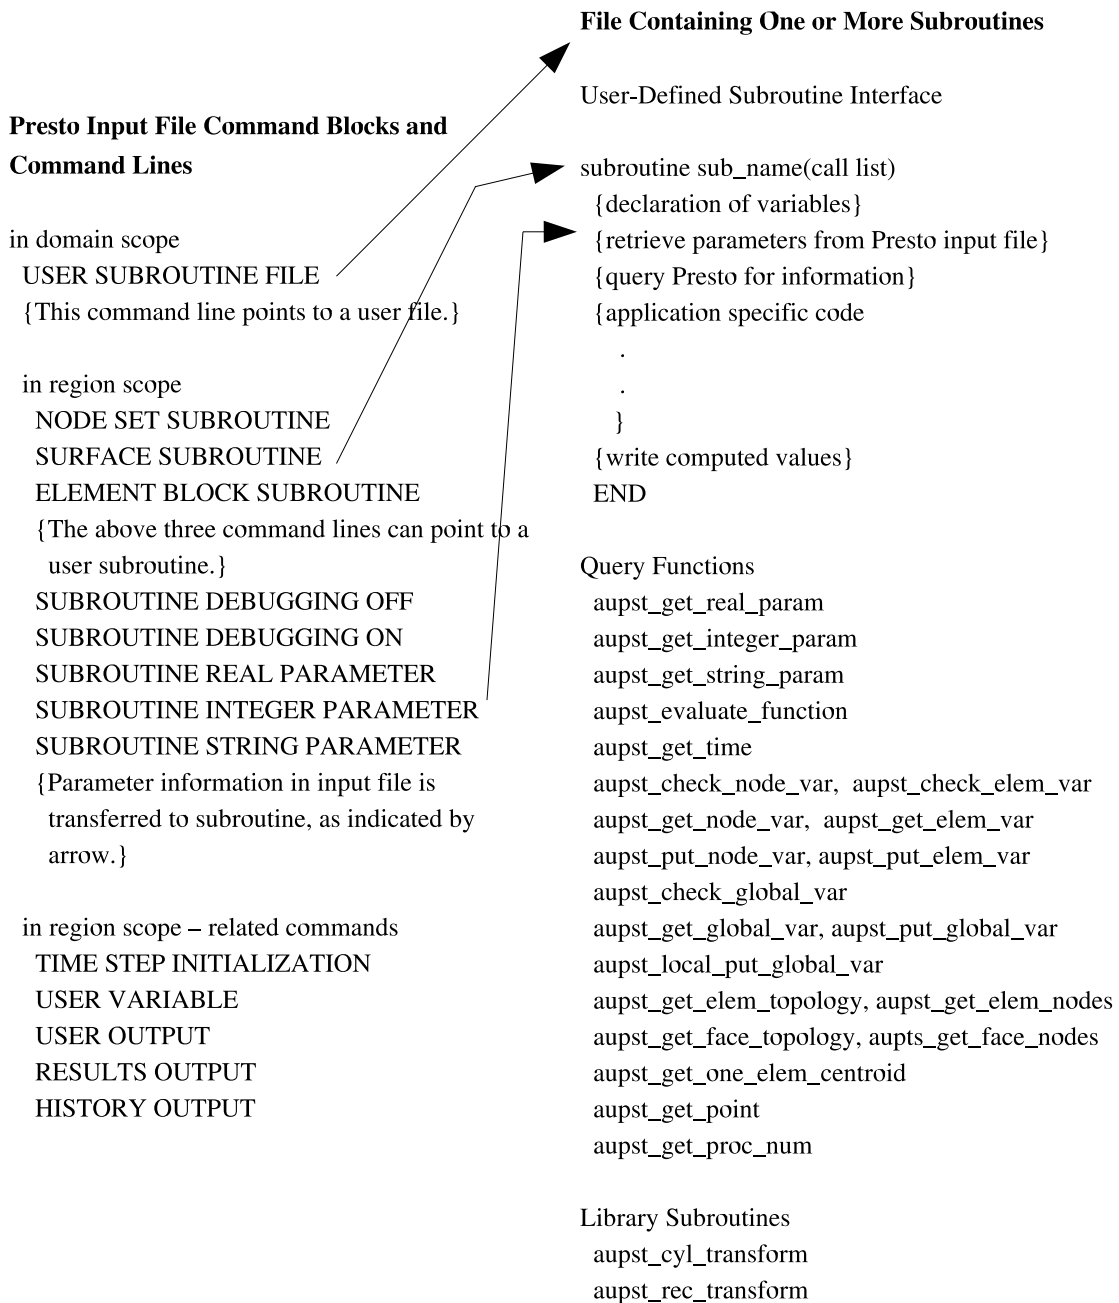 Presto Input File Command Blocks and
Command Lines
in domain scope
USER SUBROUTINE FILE
{This command line points to a user file.}
in region scope
NODE SET SUBROUTINE
SURFACE SUBROUTINE
ELEMENT BLOCK SUBROUTINE
{The above three command lines can point to a
user subroutine.}
SUBROUTINE DEBUGGING OFF
SUBROUTINE DEBUGGING ON
SUBROUTINE REAL PARAMETER
SUBROUTINE INTEGER PARAMETER
SUBROUTINE STRING PARAMETER
{Parameter information in input file is
transferred to subroutine, as indicated by
arrow.}
in region scope – related commands
TIME STEP INITIALIZATION
USER VARIABLE
USER OUTPUT
RESULTS OUTPUT
HISTORY OUTPUT
File Containing One or More Subroutines
User-Defined Subroutine Interface
subroutine sub_name(call list)
{declaration of variables}
{retrieve parameters from Presto input file}
{query Presto for information}
{application specific code
.
.
}
{write computed values}
END
Query Functions
aupst_get_real_param
aupst_get_integer_param
aupst_get_string_param
aupst_evaluate_function
aupst_get_time
aupst_check_node_var, aupst_check_elem_var
aupst_get_node_var, aupst_get_elem_var
aupst_put_node_var, aupst_put_elem_var
aupst_check_global_var
aupst_get_global_var, aupst_put_global_var
aupst_local_put_global_var
aupst_get_elem_topology, aupst_get_elem_nodes
aupst_get_face_topology, aupts_get_face_nodes
aupst_get_one_elem_centroid
aupst_get_point
aupst_get_proc_num
Library Subroutines
aupst_cyl_transform
aupst_rec_transform